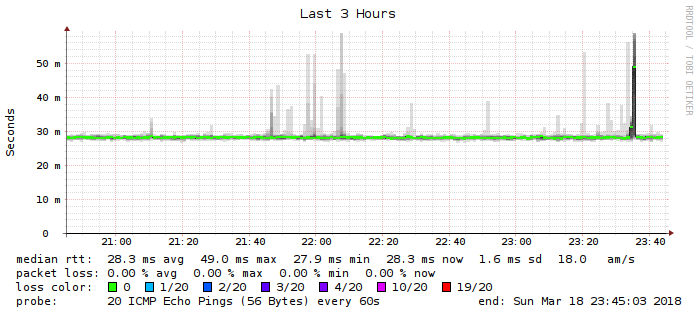 Last 3 Hours
RRDTOOL / TOBI OETIKER
Seconds
50 m
40 m
30 m
20 m
10 m
0
21:00 21:20 21:40 22:00 22:20 22:40 23:00 23:20 23:40
median rtt: 28.3 ms avg 49.0 ms max 27.9 ms min 28.3 ms now 1.6 ms sd 18.0 am/s
packet loss: 0.00 % avg 0.00 % max 0.00 % min 0.00 % now
loss color: 0 1/20 2/20 3/20 4/20 10/20 19/20
probe: 20 ICMP Echo Pings (56 Bytes) every 60s end: Sun Mar 18 23:45:03 2018